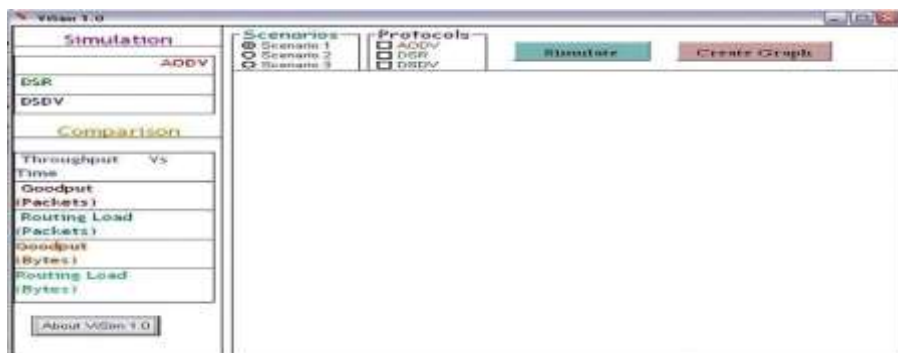 ViSim 1.0
Simulation
AODV
DSR
DSDV
Comparison
Throughput Vs
Time
Goodput
(Packets)
Routing Load
(Packets)
Goodput
(Bytes)
Routing Load
(Bytes)
About ViSim 1.0
Scenarios
Scenario 1
Scenario 2
Scenario 3
Protocols
AODV
DSR
DSDV
Simulate
Create Graph